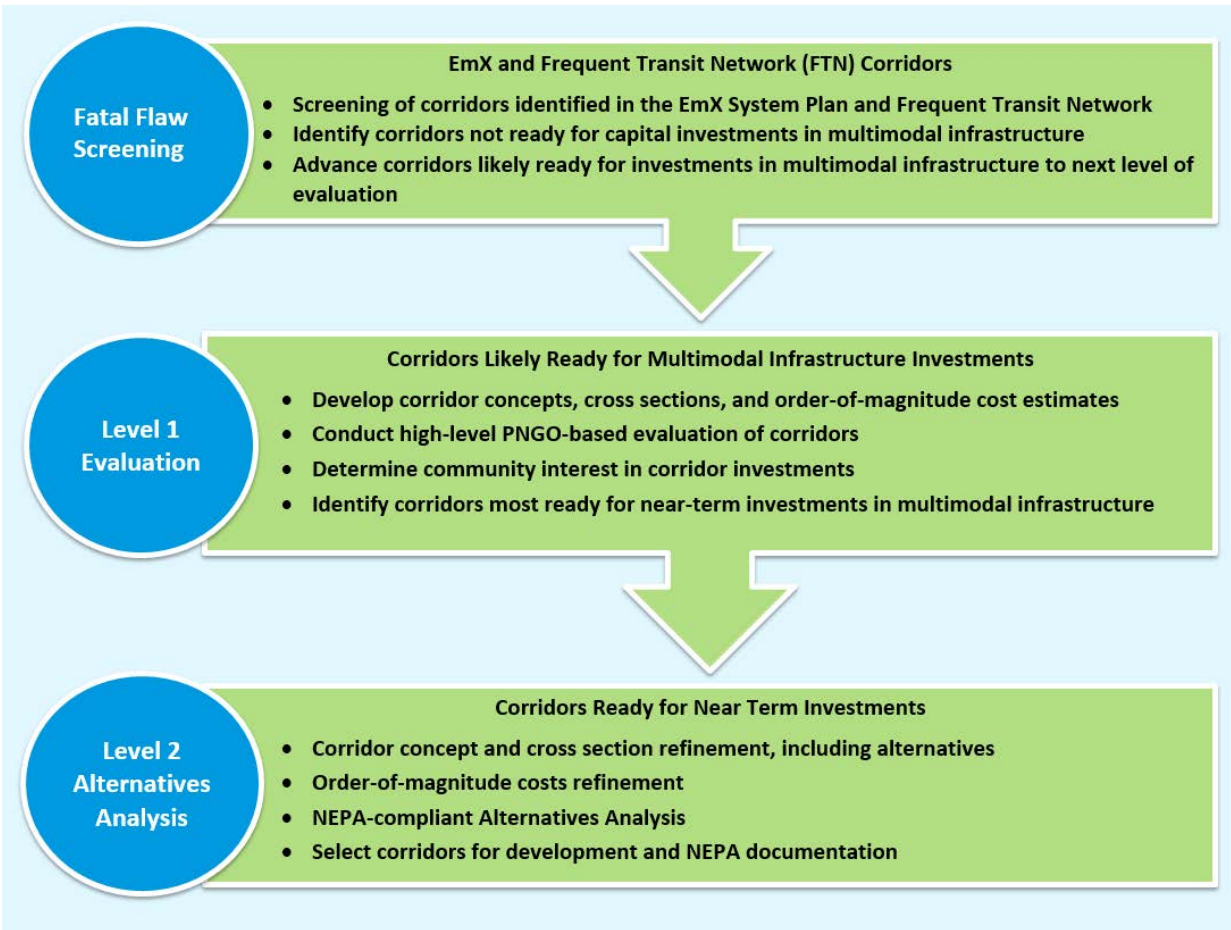 Fatal Flaw
Screening
EmX and Frequent Transit Network (FTN) Corridors
• Screening of corridors identified in the EmX System Plan and Frequent Transit Network
• Identify corridors not ready for capital investments in multimodal infrastructure
• Advance corridors likely ready for investments in multimodal infrastructure to next level of
evaluation
Level 1
Evaluation
Corridors Likely Ready for Multimodal Infrastructure Investments
• Develop corridor concepts, cross sections, and order-of-magnitude cost estimates
• Conduct high-level PNGO-based evaluation of corridors
• Determine community interest in corridor investments
• Identify corridors most ready for near-term investments in multimodal infrastructure
Level 2
Alternatives
Analysis
Corridors Ready for Near Term Investments
• Corridor concept and cross section refinement, including alternatives
• Order-of-magnitude costs refinement
• NEPA-compliant Alternatives Analysis
• Select corridors for development and NEPA documentation